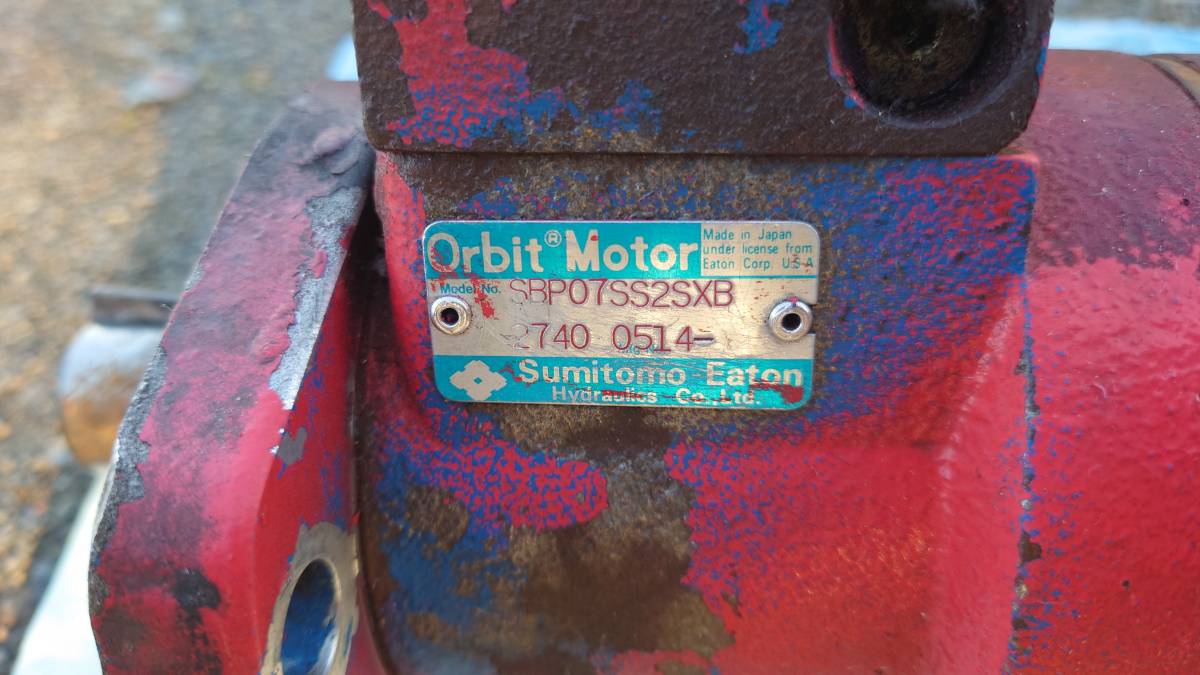 Orbit® Motor
Made in Japan
under license from
Eaton Corp. U.S.A
Model No. SBP07SS2SXB
2740 0514-
Sumitomo Eaton
Hydraulics Co.,Ltd.